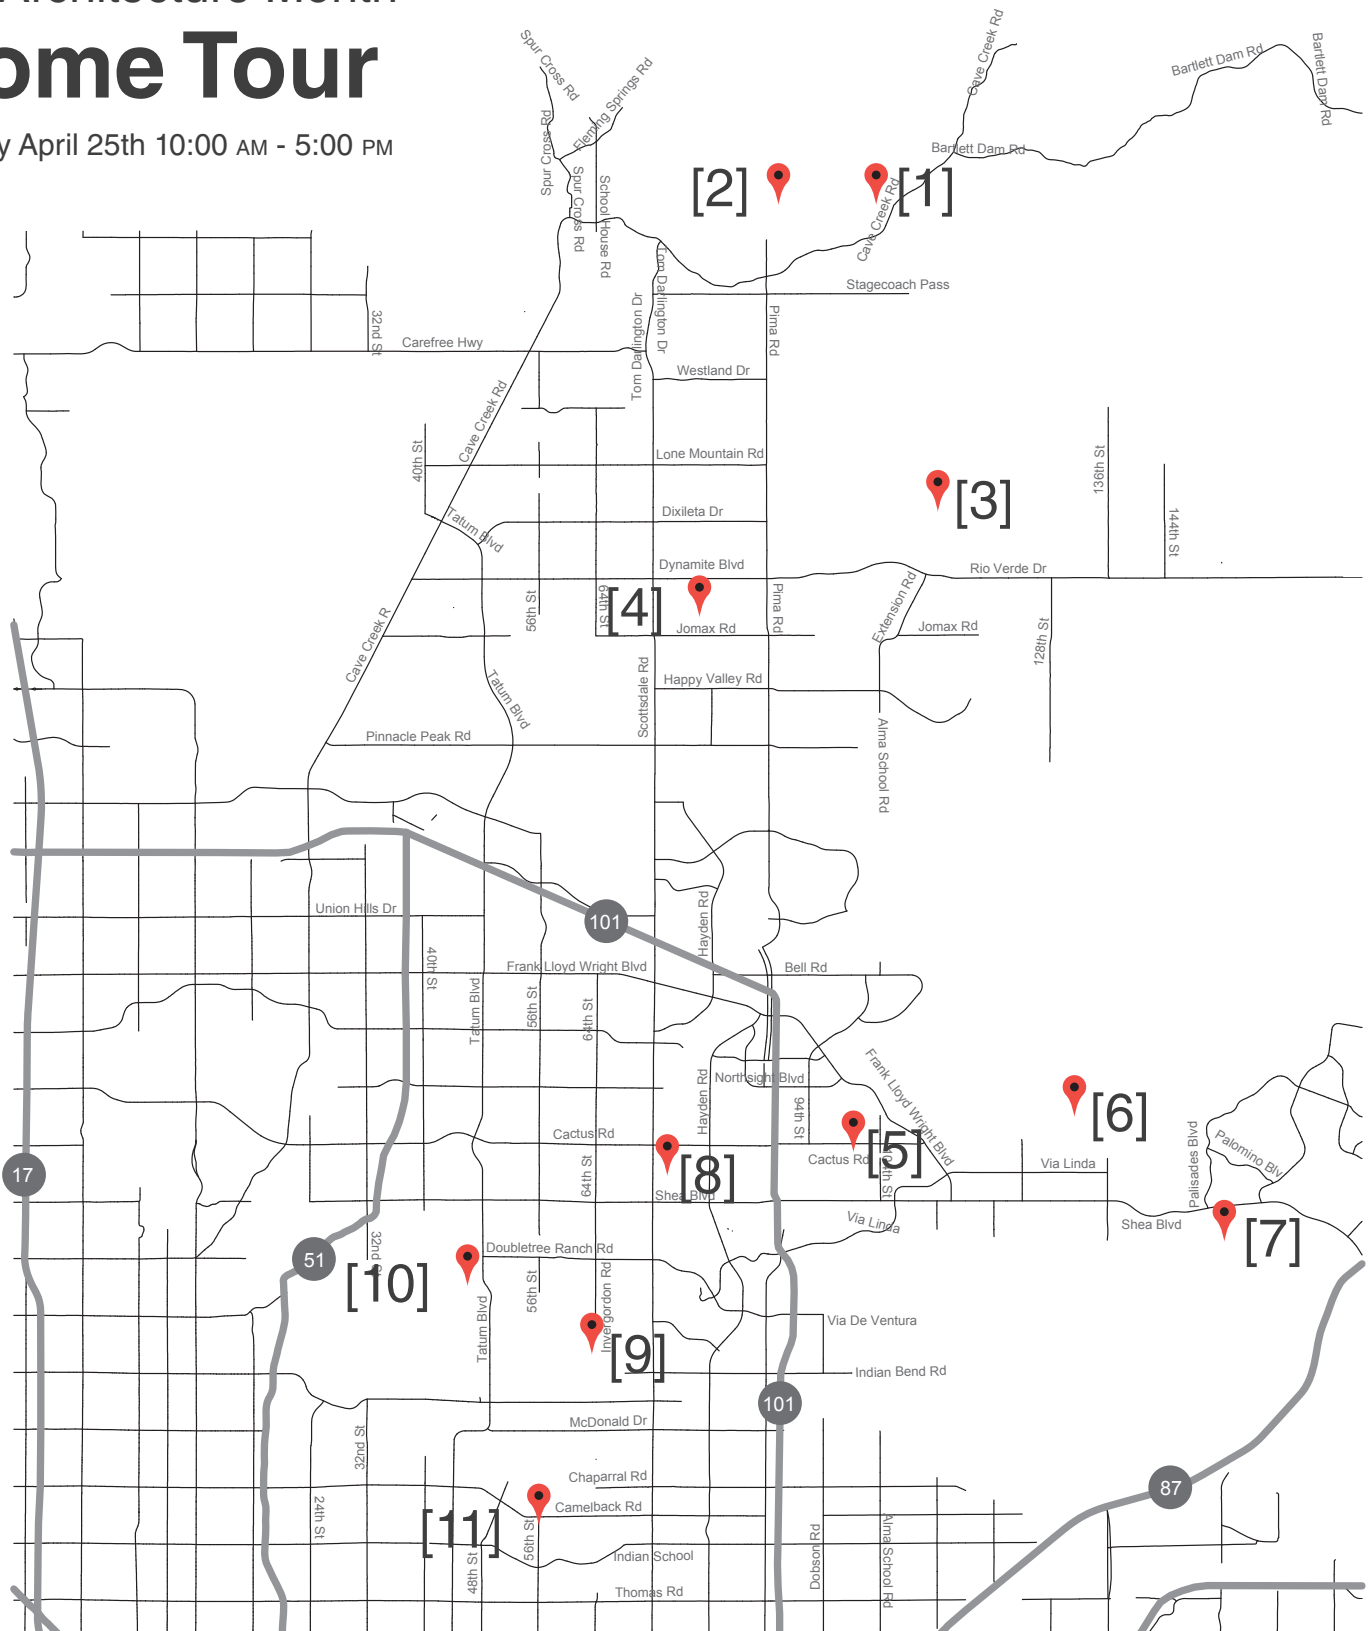 Architecture Month
ome Tour
y April 25th 10:00 AM - 5:00 PM
Spur Cross Rd
Fleming Springs Rd
Cave Creek Rd
Bartlett Dam Rd
Bartlett Dam Rd
Spur Cross Rd
Spur Cross Rd
School House Rd
Bartlett Dam Rd
[2]
[1]
Cave Creek Rd
Tom Darlington Dr
Stagecoach Pass
32nd St
Carefree Hwy
Tom Darlington Dr
Pima Rd
Westland Dr
Cave Creek Rd
40th St
Lone Mountain Rd
136th St
[3]
Tatum Blvd
Dixileta Dr
144th St
Dynamite Blvd
Rio Verde Dr
56th St
64th St
[4]
Pima Rd
Extension Rd
Jomax Rd
Jomax Rd
128th St
Cave Creek R
Tatum Blvd
Scottsdale Rd
Happy Valley Rd
Pinnacle Peak Rd
Alma School Rd
Union Hills Dr
101
Hayden Rd
40th St
Frank Lloyd Wright Blvd
Bell Rd
Tatum Blvd
56th St
64th St
Northsight Blvd
Frank Lloyd Wright Blvd
Hayden Rd
94th St
[6]
Cactus Rd
[5]
Cactus Rd
104th St
Via Linda
Palisades Blvd
Palomino Blv
17
64th St
[8]
Shea Blvd
Via Linda
Shea Blvd
[7]
51
32nd St
[10]
Doubletree Ranch Rd
56th St
Invergordon Rd
Tatum Blvd
[9]
Via De Ventura
Indian Bend Rd
101
McDonald Dr
32nd St
Chaparral Rd
87
24th St
Camelback Rd
[11]
56th St
48th St
Indian School
Dobson Rd
Alma School Rd
Thomas Rd